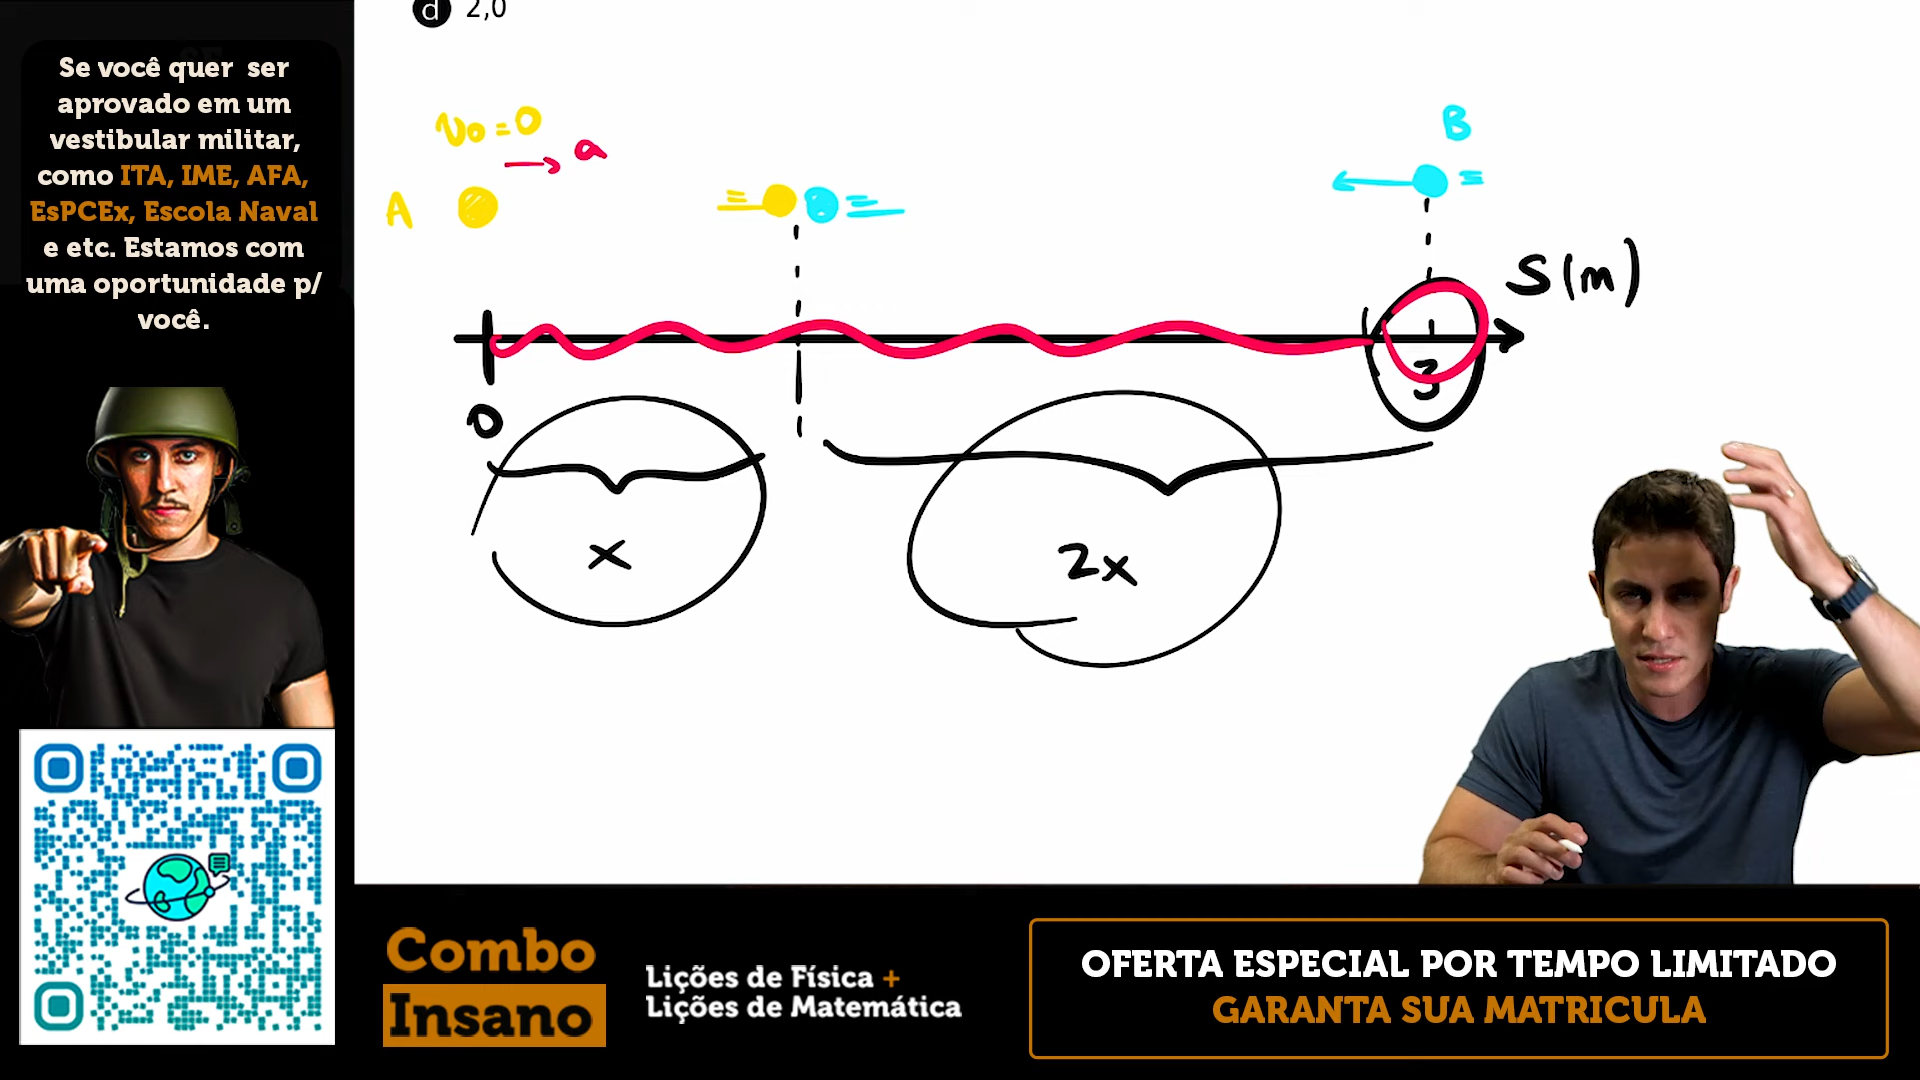 Se você quer ser
aprovado em um
vestibular militar,
como ITA, IME, AFA,
EsPCEx, Escola Naval
e etc. Estamos com
uma oportunidade p/
você.
d 2,0
v₀=0
a
A
B
S(m)
0
3
x
2x
Combo
Insano
Lições de Física +
Lições de Matemática
OFERTA ESPECIAL POR TEMPO LIMITADO
GARANTA SUA MATRICULA